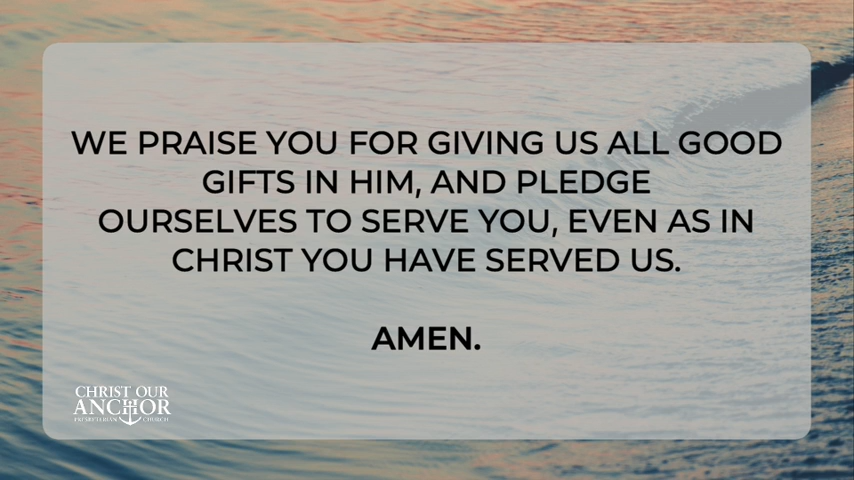 WE PRAISE YOU FOR GIVING US ALL GOOD
GIFTS IN HIM, AND PLEDGE
OURSELVES TO SERVE YOU, EVEN AS IN
CHRIST YOU HAVE SERVED US.
AMEN.
CHRIST OUR
ANCHOR
PRESBYTERIAN CHURCH